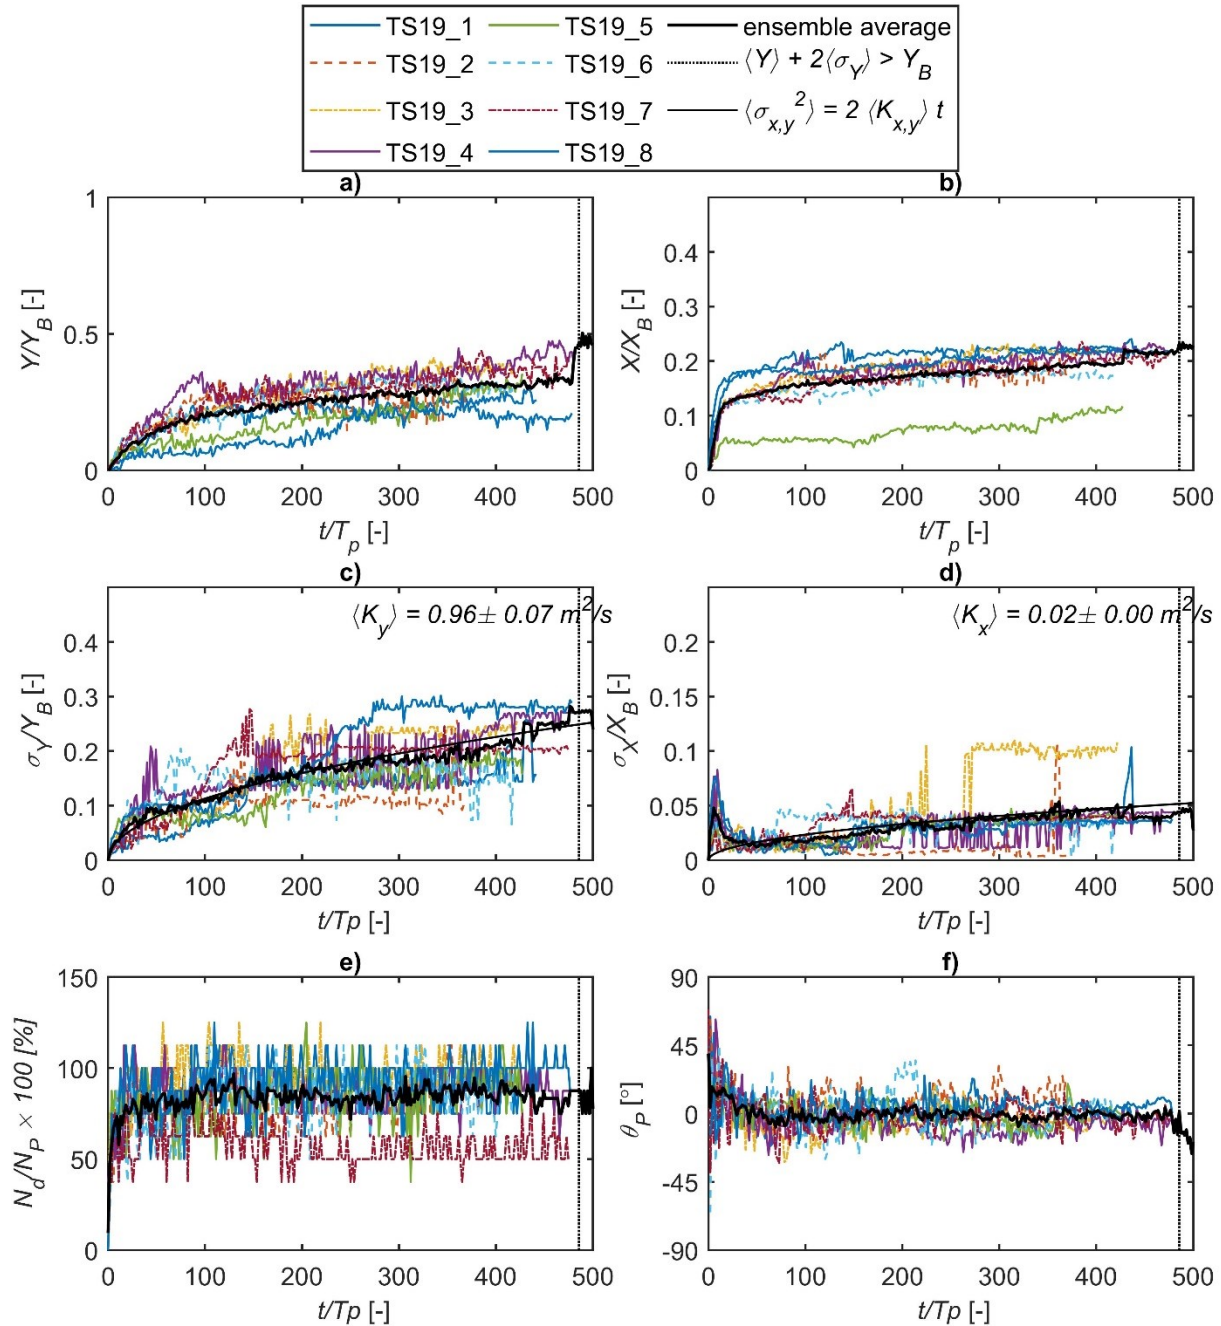 TS19_1 TS19_5 ensemble average
TS19_2 TS19_6 ⟨Y⟩ + 2⟨σ_Y⟩ > Y_B
TS19_3 TS19_7 ⟨σ_{x,y}^2⟩ = 2 ⟨K_{x,y}⟩ t
TS19_4 TS19_8
a)
1
0.5
0
Y/Y_B [-]
0 100 200 300 400 500
t/T_p [-]
b)
0.4
0.3
0.2
0.1
0
X/X_B [-]
0 100 200 300 400 500
t/T_p [-]
c)
⟨K_y⟩ = 0.96± 0.07 m^2/s
0.4
0.3
0.2
0.1
0
σ_Y/Y_B [-]
0 100 200 300 400 500
t/Tp [-]
d)
⟨K_x⟩ = 0.02± 0.00 m^2/s
0.2
0.15
0.1
0.05
0
σ_X/X_B [-]
0 100 200 300 400 500
t/Tp [-]
e)
150
100
50
0
N_d/N_P × 100 [%]
0 100 200 300 400 500
t/Tp [-]
f)
90
45
0
-45
-90
θ_P [°]
0 100 200 300 400 500
t/Tp [-]